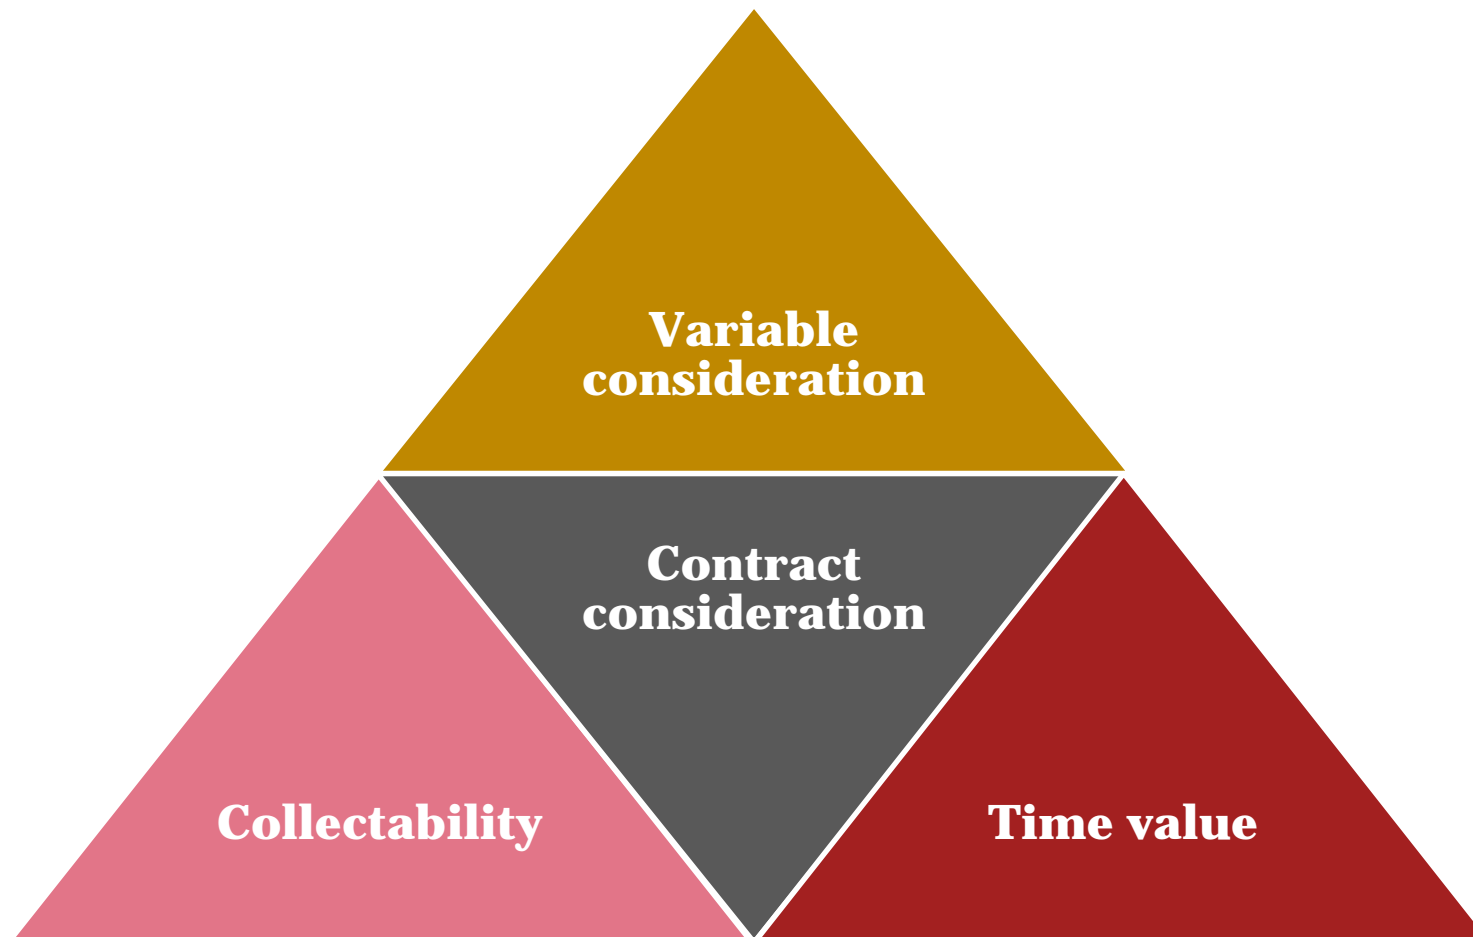 Variable
consideration
Contract
consideration
Collectability
Time value